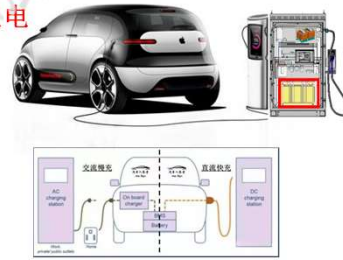 电
交流慢充
直流快充
AC
charging
station
On board
charger
BMS
Battery
DC
charging
station
Home